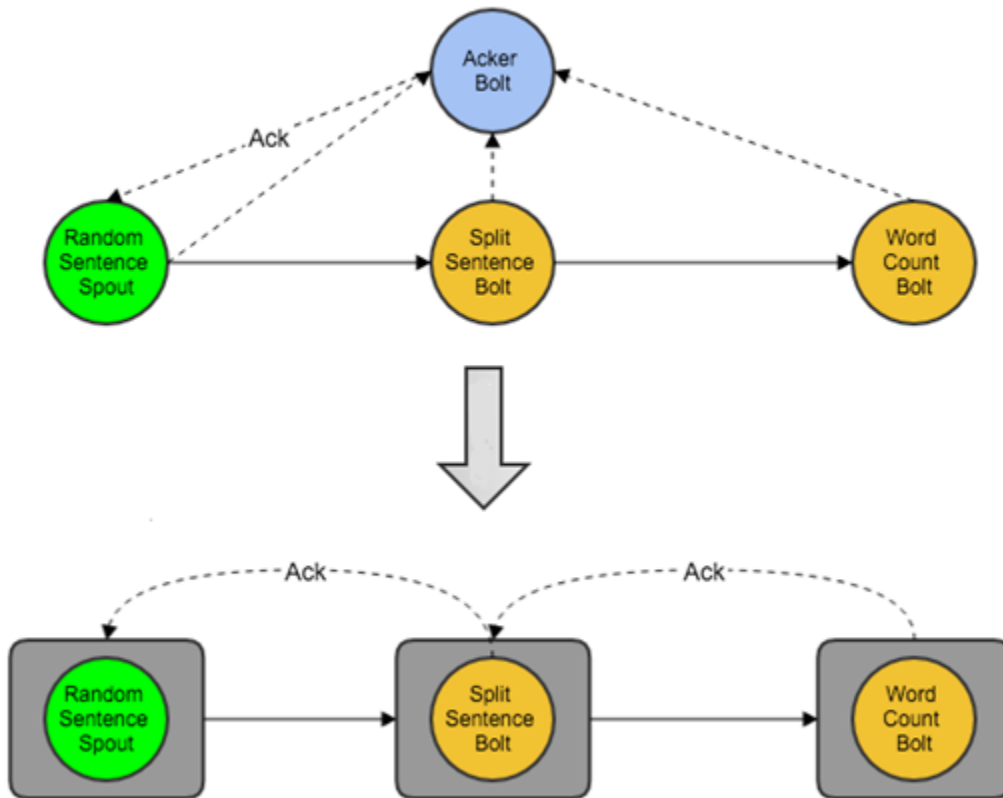 Acker
Bolt
Ack
Random
Sentence
Spout
Split
Sentence
Bolt
Word
Count
Bolt
Ack
Ack
Random
Sentence
Spout
Split
Sentence
Bolt
Word
Count
Bolt